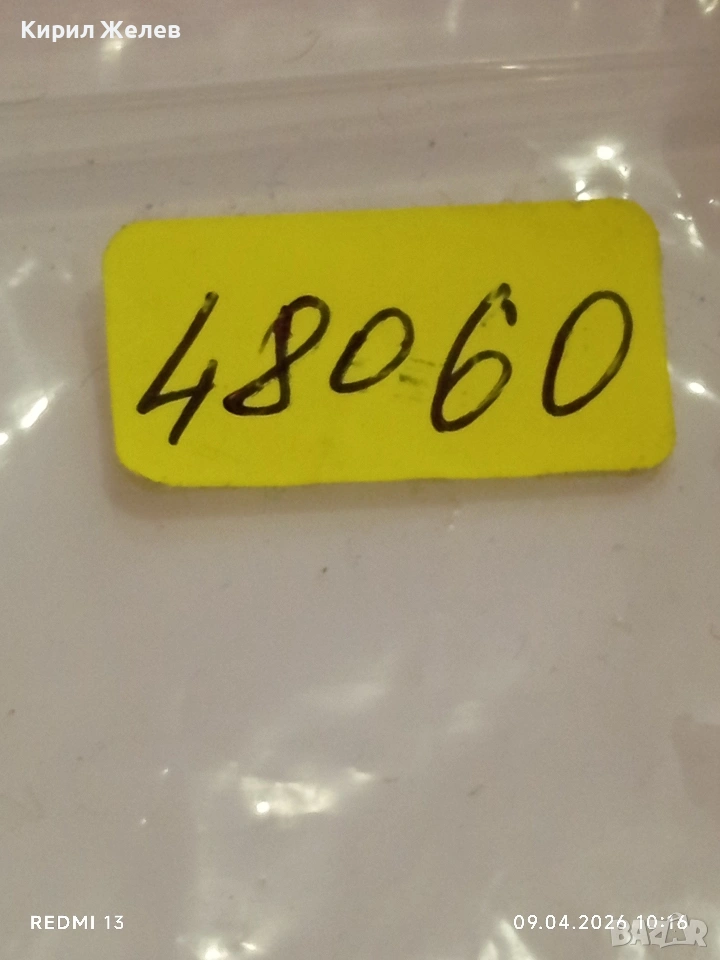 Кирил Желев
48060
REDMI 13
09.04.2026 10:16
BAZAR